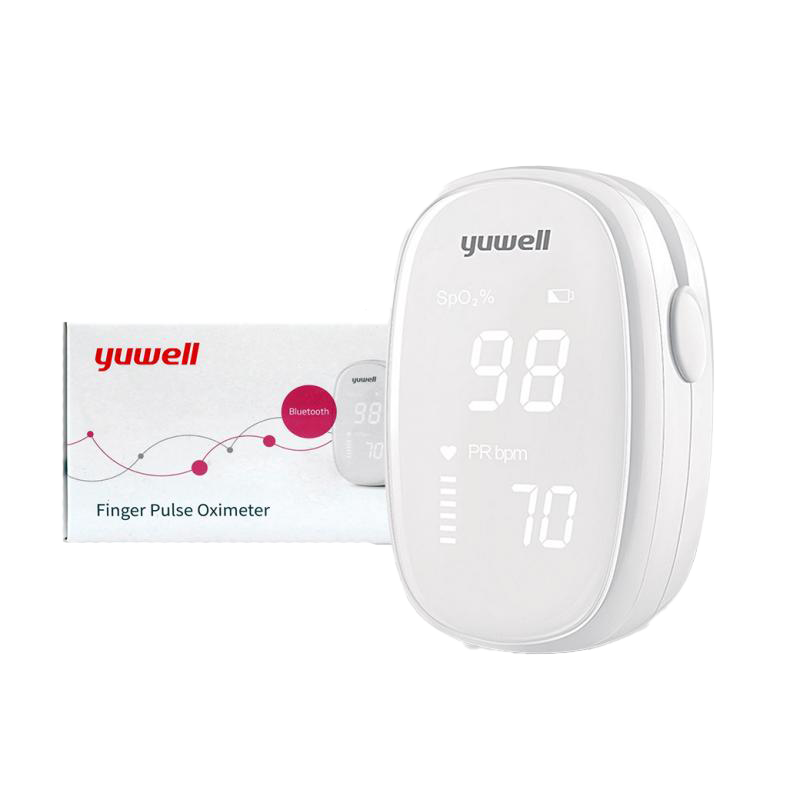 yuwell
Bluetooth
yuwell
98
70
Finger Pulse Oximeter
yuwell
SpO₂%
98
PR bpm
70